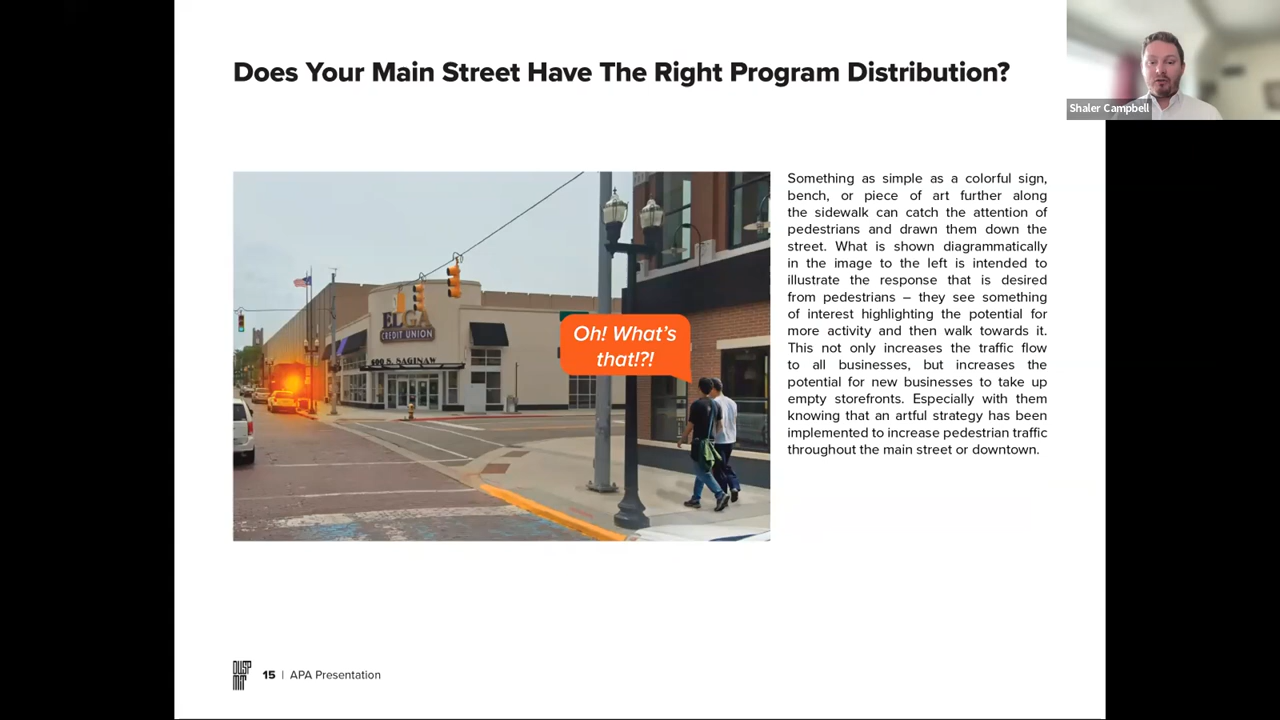 Does Your Main Street Have The Right Program Distribution?
Shaler Campbell
Something as simple as a colorful sign,
bench, or piece of art further along
the sidewalk can catch the attention of
pedestrians and drawn them down the
street. What is shown diagrammatically
in the image to the left is intended to
illustrate the response that is desired
from pedestrians – they see something
of interest highlighting the potential for
more activity and then walk towards it.
This not only increases the traffic flow
to all businesses, but increases the
potential for new businesses to take up
empty storefronts. Especially with them
knowing that an artful strategy has been
implemented to increase pedestrian traffic
throughout the main street or downtown.
ELGA
CREDIT UNION
600 S. SAGINAW
Oh! What's
that!?!
DUSP
MIT
15 | APA Presentation